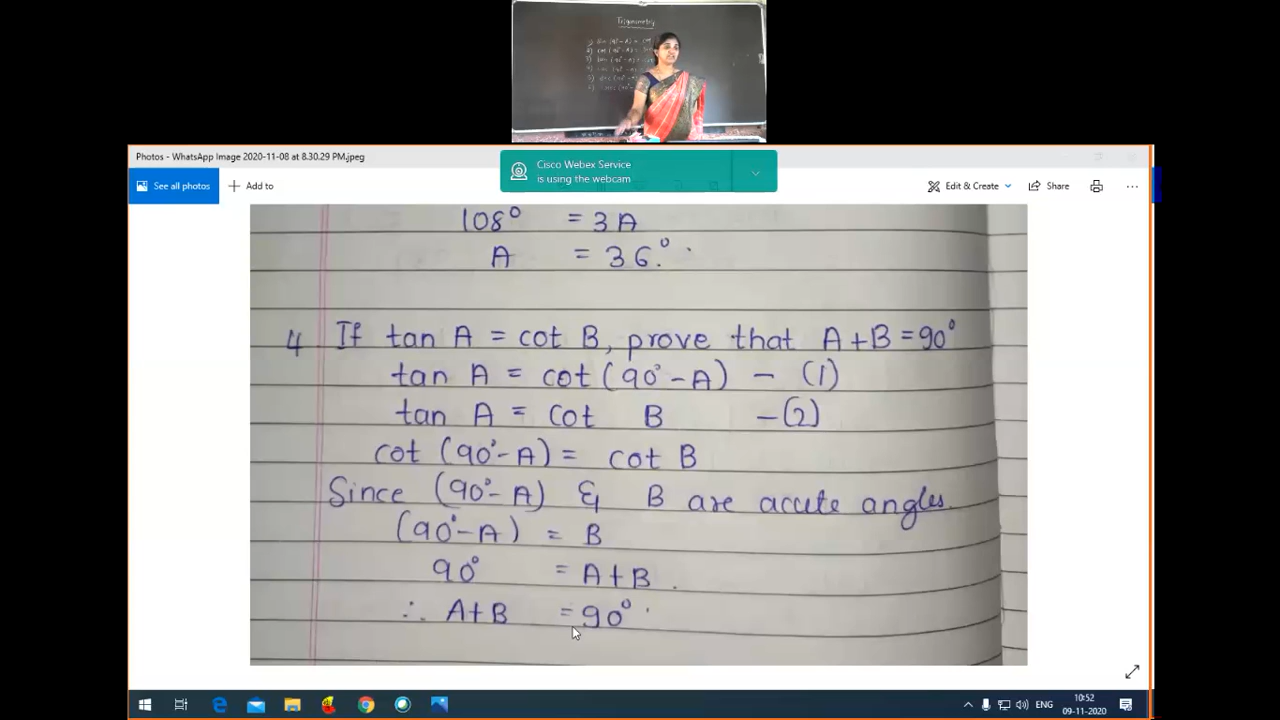 Trigonometry
Photos - WhatsApp Image 2020-11-08 at 8.30.29 PM.jpeg
Cisco Webex Service
is using the webcam
See all photos
Add to
Edit & Create
Share
108° = 3A
A = 36°.
4 If tan A = cot B, prove that A+B = 90°
tan A = cot (90° - A) - (1)
tan A = cot B - (2)
cot (90° - A) = cot B
Since (90° - A) & B are acute angles.
(90° - A) = B
90° = A+B.
∴ A+B = 90°.
ENG
10:52
09-11-2020